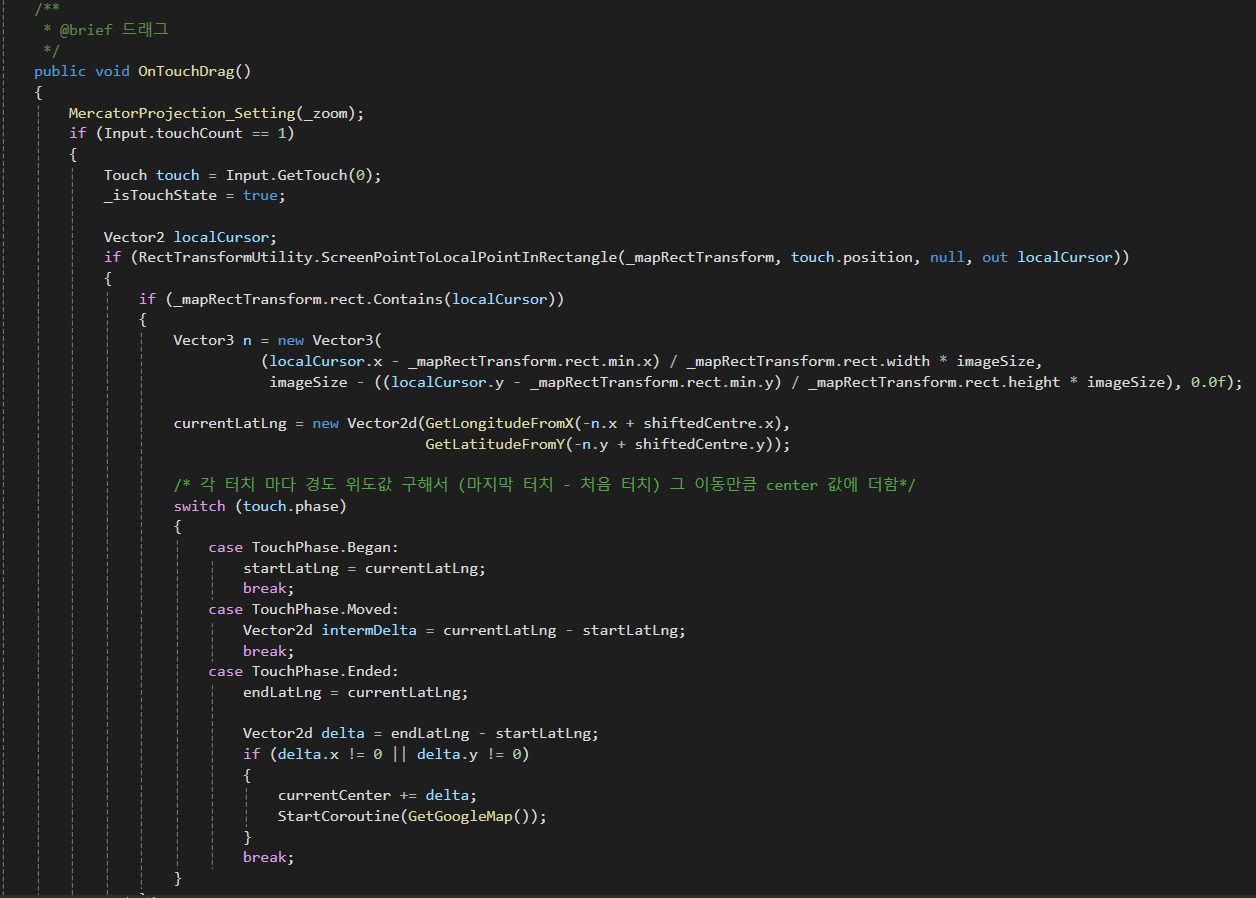 /**
 * @brief 드래그
 */
public void OnTouchDrag()
{
    MercatorProjection_Setting(_zoom);
    if (Input.touchCount == 1)
    {
        Touch touch = Input.GetTouch(0);
        _isTouchState = true;

        Vector2 localCursor;
        if (RectTransformUtility.ScreenPointToLocalPointInRectangle(_mapRectTransform, touch.position, null, out localCursor))
        {
            if (_mapRectTransform.rect.Contains(localCursor))
            {
                Vector3 n = new Vector3(
                          (localCursor.x - _mapRectTransform.rect.min.x) / _mapRectTransform.rect.width * imageSize,
                           imageSize - ((localCursor.y - _mapRectTransform.rect.min.y) / _mapRectTransform.rect.height * imageSize), 0.0f);

                currentLatLng = new Vector2d(GetLongitudeFromX(-n.x + shiftedCentre.x),
                                             GetLatitudeFromY(-n.y + shiftedCentre.y));

                /* 각 터치 마다 경도 위도값 구해서 (마지막 터치 - 처음 터치) 그 이동만큼 center 값에 더함*/
                switch (touch.phase)
                {
                    case TouchPhase.Began:
                        startLatLng = currentLatLng;
                        break;
                    case TouchPhase.Moved:
                        Vector2d intermDelta = currentLatLng - startLatLng;
                        break;
                    case TouchPhase.Ended:
                        endLatLng = currentLatLng;

                        Vector2d delta = endLatLng - startLatLng;
                        if (delta.x != 0 || delta.y != 0)
                        {
                            currentCenter += delta;
                            StartCoroutine(GetGoogleMap());
                        }
                        break;
                }